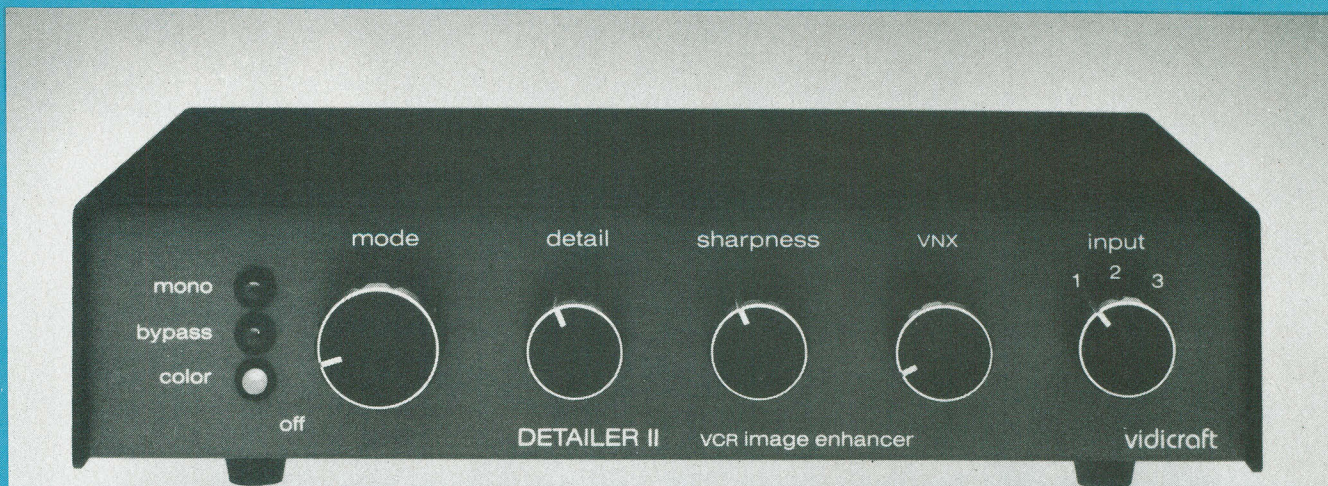 mode
detail
sharpness
VNX
input
1 2 3
mono
bypass
color
off
DETAILER II VCR image enhancer vidicraft